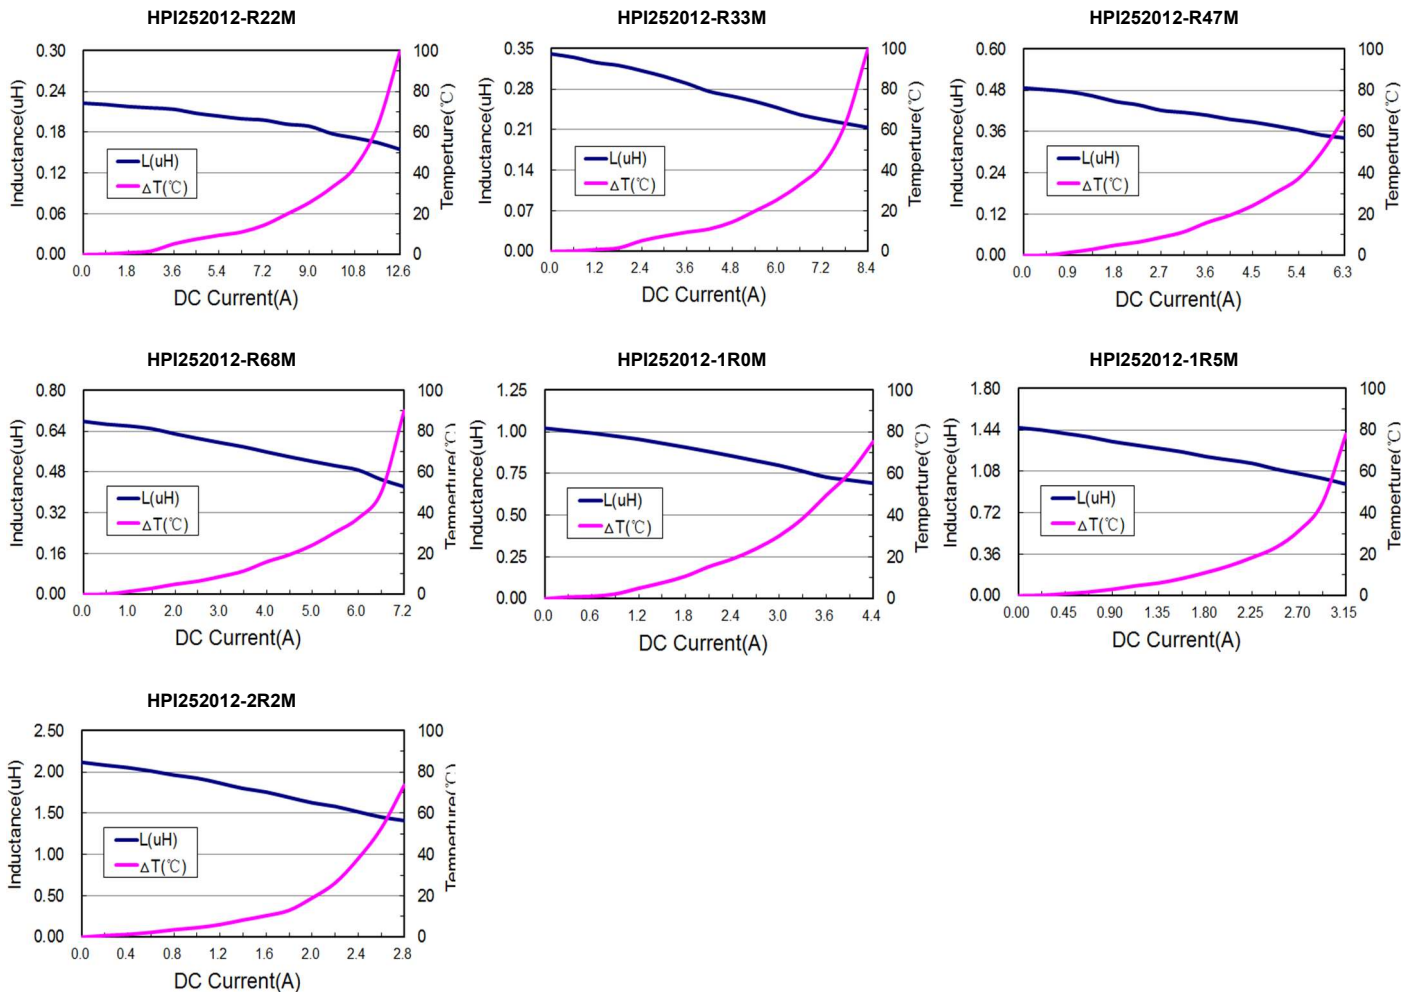 HPI252012-R22M
0.30
0.24
0.18
0.12
0.06
0.00
Inductance(uH)
L(uH)
△T(℃)
100
80
60
40
20
0
Temperture(℃)
0.0 1.8 3.6 5.4 7.2 9.0 10.8 12.6
DC Current(A)
HPI252012-R33M
0.35
0.28
0.21
0.14
0.07
0.00
Inductance(uH)
L(uH)
△T(℃)
100
80
60
40
20
0
Temperture(℃)
0.0 1.2 2.4 3.6 4.8 6.0 7.2 8.4
DC Current(A)
HPI252012-R47M
0.60
0.48
0.36
0.24
0.12
0.00
Inductance(uH)
L(uH)
△T(℃)
100
80
60
40
20
0
Temperture(℃)
0.0 0.9 1.8 2.7 3.6 4.5 5.4 6.3
DC Current(A)
HPI252012-R68M
0.80
0.64
0.48
0.32
0.16
0.00
Inductance(uH)
L(uH)
△T(℃)
100
80
60
40
20
0
Temperture(℃)
0.0 1.0 2.0 3.0 4.0 5.0 6.0 7.2
DC Current(A)
HPI252012-1R0M
1.25
1.00
0.75
0.50
0.25
0.00
Inductance(uH)
L(uH)
△T(℃)
100
80
60
40
20
0
Temperture(℃)
0.0 0.6 1.2 1.8 2.4 3.0 3.6 4.4
DC Current(A)
HPI252012-1R5M
1.80
1.44
1.08
0.72
0.36
0.00
Inductance(uH)
L(μH)
△T(℃)
100
80
60
40
20
0
Temperture(℃)
0.00 0.45 0.90 1.35 1.80 2.25 2.70 3.15
DC Current(A)
HPI252012-2R2M
2.50
2.00
1.50
1.00
0.50
0.00
Inductance(uH)
L(uH)
△T(℃)
100
80
60
40
20
0
Temperture(℃)
0.0 0.4 0.8 1.2 1.6 2.0 2.4 2.8
DC Current(A)